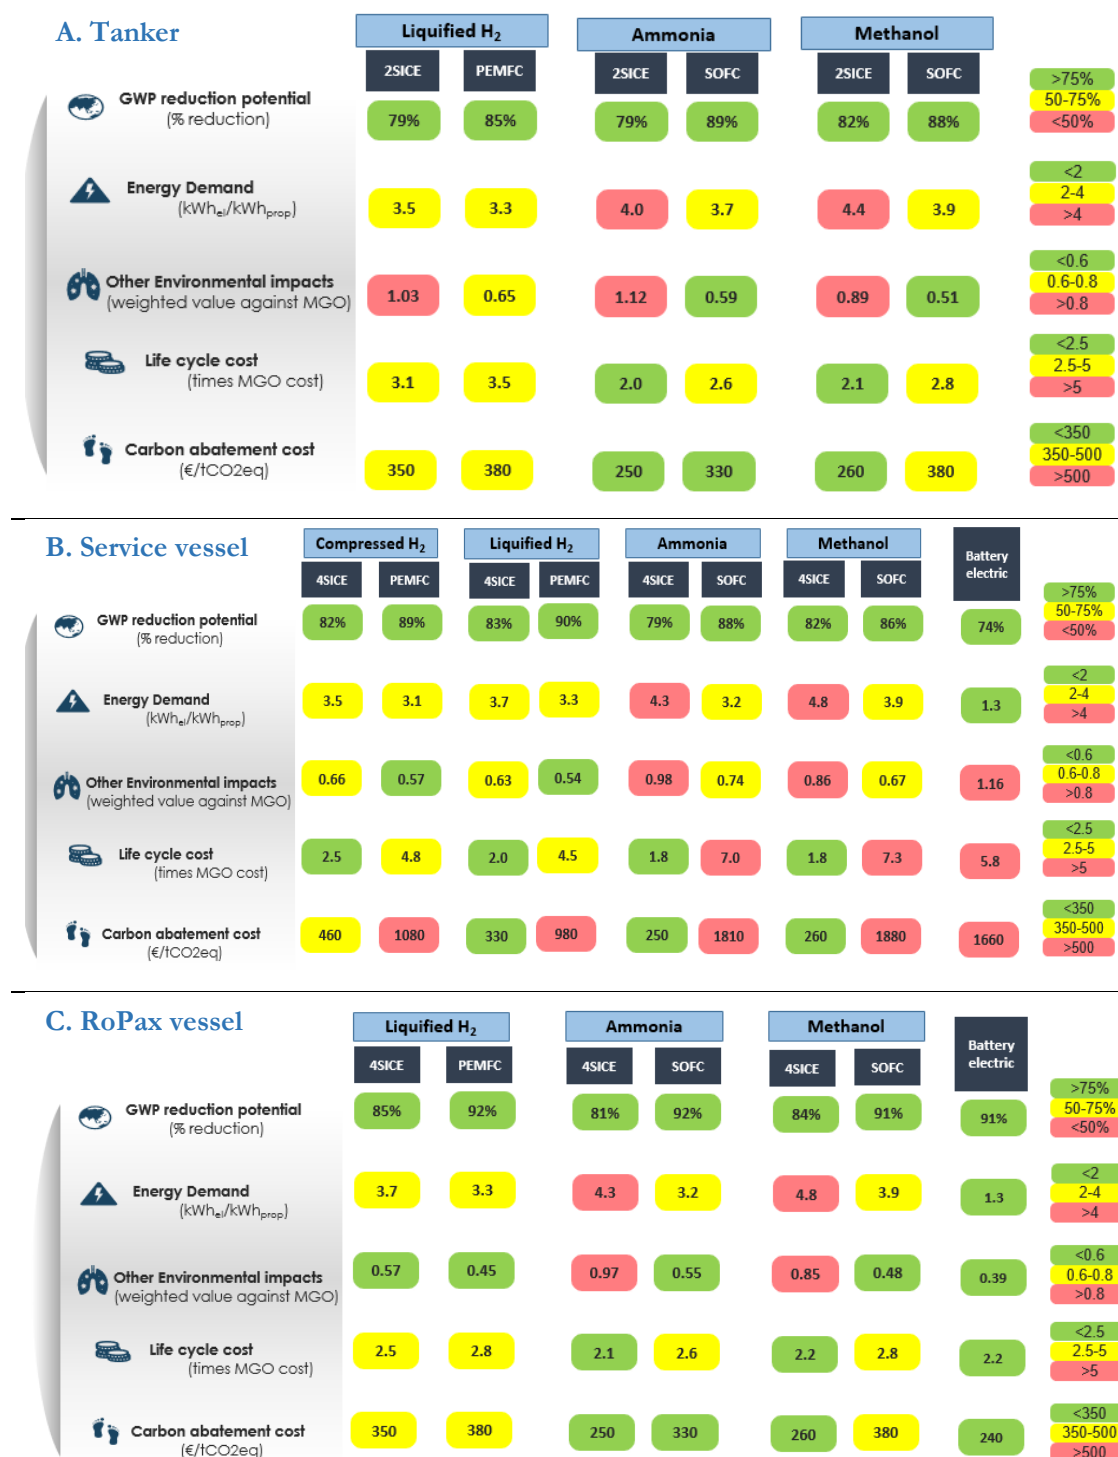 A. Tanker
Liquified H2 Ammonia Methanol
2SICE PEMFC 2SICE SOFC 2SICE SOFC
GWP reduction potential
(% reduction)
79% 85% 79% 89% 82% 88%
>75%
50-75%
<50%
Energy Demand
(kWhel/kWhprop)
3.5 3.3 4.0 3.7 4.4 3.9
<2
2-4
>4
Other Environmental impacts
(weighted value against MGO)
1.03 0.65 1.12 0.59 0.89 0.51
<0.6
0.6-0.8
>0.8
Life cycle cost
(times MGO cost)
3.1 3.5 2.0 2.6 2.1 2.8
<2.5
2.5-5
>5
Carbon abatement cost
(€/tCO2eq)
350 380 250 330 260 380
<350
350-500
>500
B. Service vessel
Compressed H2 Liquified H2 Ammonia Methanol Battery
electric
4SICE PEMFC 4SICE PEMFC 4SICE SOFC 4SICE SOFC
GWP reduction potential
(% reduction)
82% 89% 83% 90% 79% 88% 82% 86% 74%
>75%
50-75%
<50%
Energy Demand
(kWhel/kWhprop)
3.5 3.1 3.7 3.3 4.3 3.2 4.8 3.9 1.3
<2
2-4
>4
Other Environmental impacts
(weighted value against MGO)
0.66 0.57 0.63 0.54 0.98 0.74 0.86 0.67 1.16
<0.6
0.6-0.8
>0.8
Life cycle cost
(times MGO cost)
2.5 4.8 2.0 4.5 1.8 7.0 1.8 7.3 5.8
<2.5
2.5-5
>5
Carbon abatement cost
(€/tCO2eq)
460 1080 330 980 250 1810 260 1880 1660
<350
350-500
>500
C. RoPax vessel
Liquified H2 Ammonia Methanol Battery
electric
4SICE PEMFC 4SICE SOFC 4SICE SOFC
GWP reduction potential
(% reduction)
85% 92% 81% 92% 84% 91% 91%
>75%
50-75%
<50%
Energy Demand
(kWhel/kWhprop)
3.7 3.3 4.3 3.2 4.8 3.9 1.3
<2
2-4
>4
Other Environmental impacts
(weighted value against MGO)
0.57 0.45 0.97 0.55 0.85 0.48 0.39
<0.6
0.6-0.8
>0.8
Life cycle cost
(times MGO cost)
2.5 2.8 2.1 2.6 2.2 2.8 2.2
<2.5
2.5-5
>5
Carbon abatement cost
(€/tCO2eq)
350 380 250 330 260 380 240
<350
350-500
>500